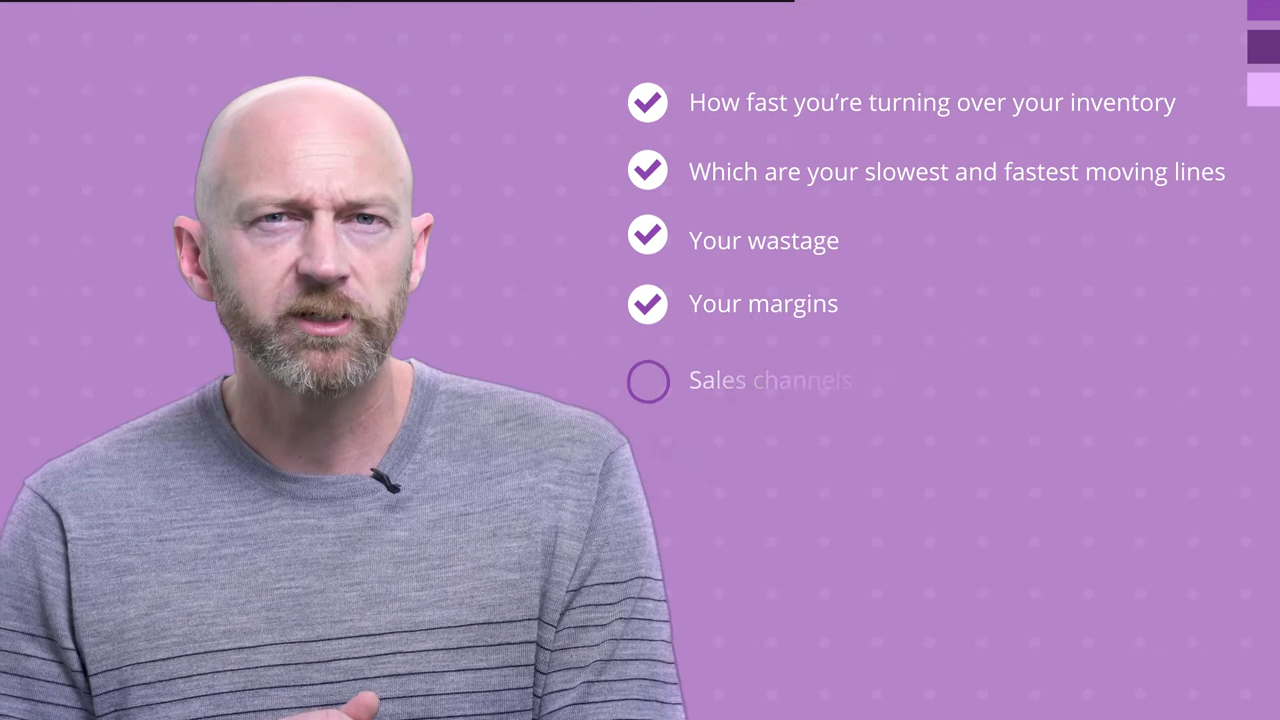 How fast you’re turning over your inventory
Which are your slowest and fastest moving lines
Your wastage
Your margins
Sales channels